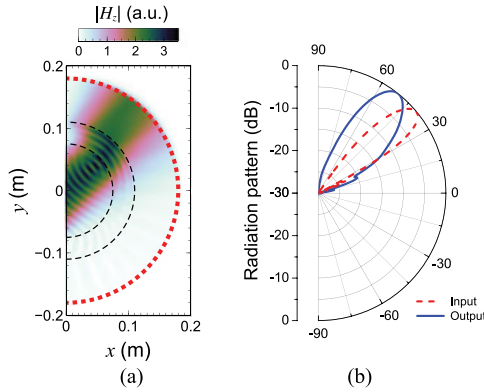 |H_z| (a.u.)
0 1 2 3
0.2
0.1
0
−0.1
−0.2
y (m)
0 0.1 0.2
x (m)
(a)
Radiation pattern (dB)
0
-10
-20
-30
-20
-10
0
90
60
30
0
-30
-60
-90
Input
Output
(b)